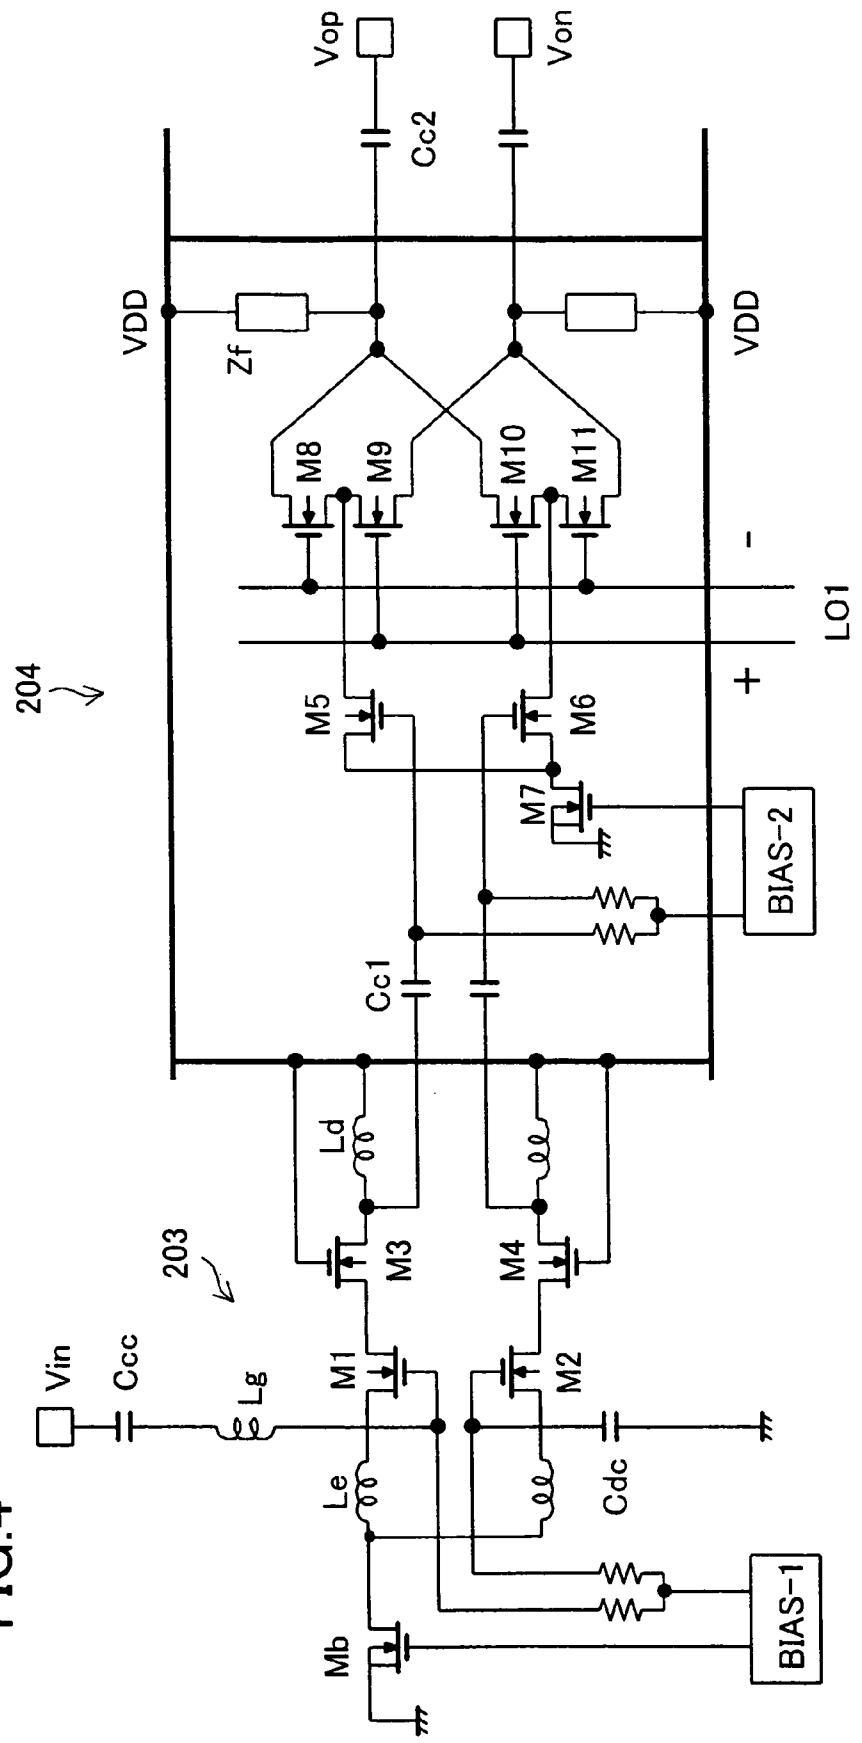 FIG.4
Vin
Ccc
Lg
203
204
Mb
Le
M1
M2
M3
M4
Ld
Cdc
BIAS-1
Cc1
M5
M6
M7
BIAS-2
LO1
+
-
M8
M9
M10
M11
VDD
Zf
VDD
Cc2
Vop
Von